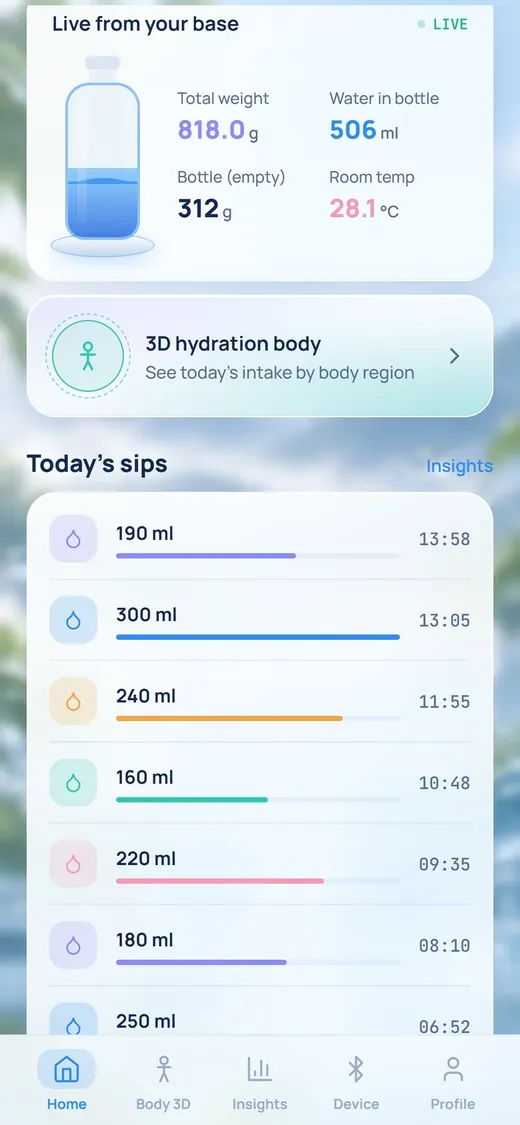 Live from your base
LIVE
Total weight
818.0 g
Water in bottle
506 ml
Bottle (empty)
312 g
Room temp
28.1 °C
3D hydration body
See today's intake by body region
Today's sips
Insights
190 ml
13:58
300 ml
13:05
240 ml
11:55
160 ml
10:48
220 ml
09:35
180 ml
08:10
250 ml
06:52
Home
Body 3D
Insights
Device
Profile